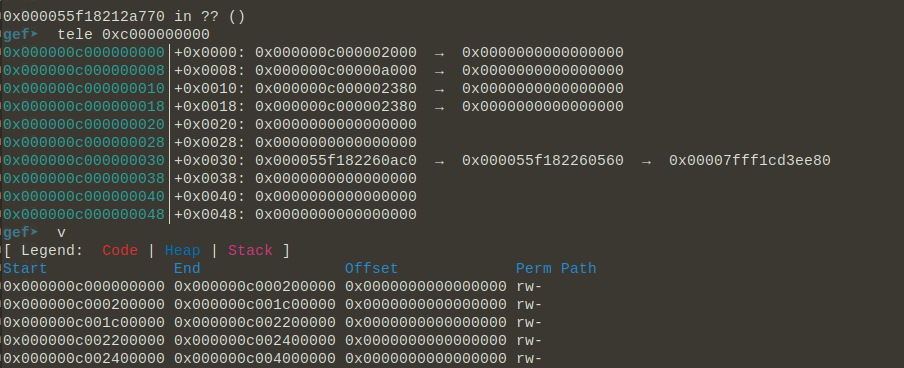 0x000055f18212a770 in ?? ()
gef➤  tele 0xc000000000
0x000000c000000000│+0x0000: 0x000000c000002000  →  0x0000000000000000
0x000000c000000008│+0x0008: 0x000000c00000a000  →  0x0000000000000000
0x000000c000000010│+0x0010: 0x000000c000002380  →  0x0000000000000000
0x000000c000000018│+0x0018: 0x000000c000002380  →  0x0000000000000000
0x000000c000000020│+0x0020: 0x0000000000000000
0x000000c000000028│+0x0028: 0x0000000000000000
0x000000c000000030│+0x0030: 0x000055f182260ac0  →  0x000055f182260560  →  0x00007fff1cd3ee80
0x000000c000000038│+0x0038: 0x0000000000000000
0x000000c000000040│+0x0040: 0x0000000000000000
0x000000c000000048│+0x0048: 0x0000000000000000
gef➤  v
[ Legend:  Code | Heap | Stack ]
Start              End                Offset             Perm Path
0x000000c000000000 0x000000c000200000 0x0000000000000000 rw-
0x000000c000200000 0x000000c001c00000 0x0000000000000000 rw-
0x000000c001c00000 0x000000c002200000 0x0000000000000000 rw-
0x000000c002200000 0x000000c002400000 0x0000000000000000 rw-
0x000000c002400000 0x000000c004000000 0x0000000000000000 rw-